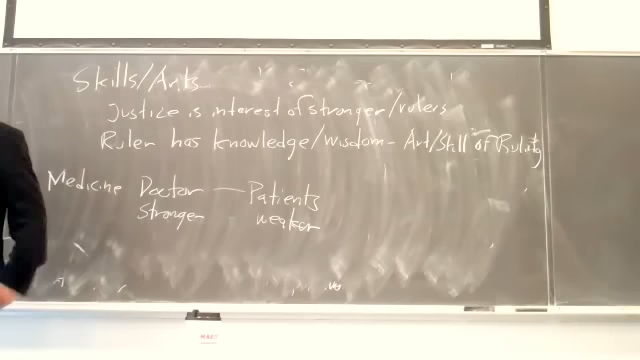 Skills/Arts
Justice is interest of stronger/rulers
Ruler has knowledge/wisdom - Art/Skill of Ruling
Medicine Doctor — Patients
Stronger weaker